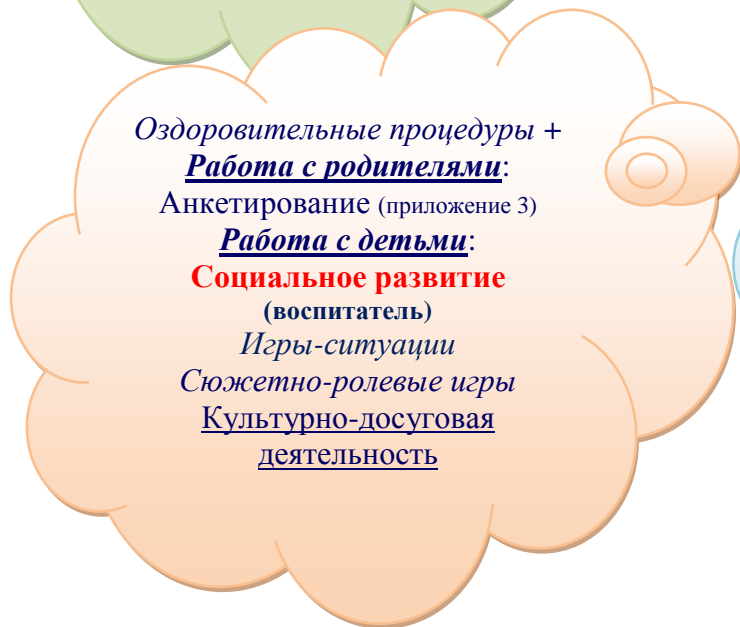 Оздоровительные процедуры +
Работа с родителями:
Анкетирование (приложение 3)
Работа с детьми:
Социальное развитие
(воспитатель)
Игры-ситуации
Сюжетно-ролевые игры
Культурно-досуговая
деятельность